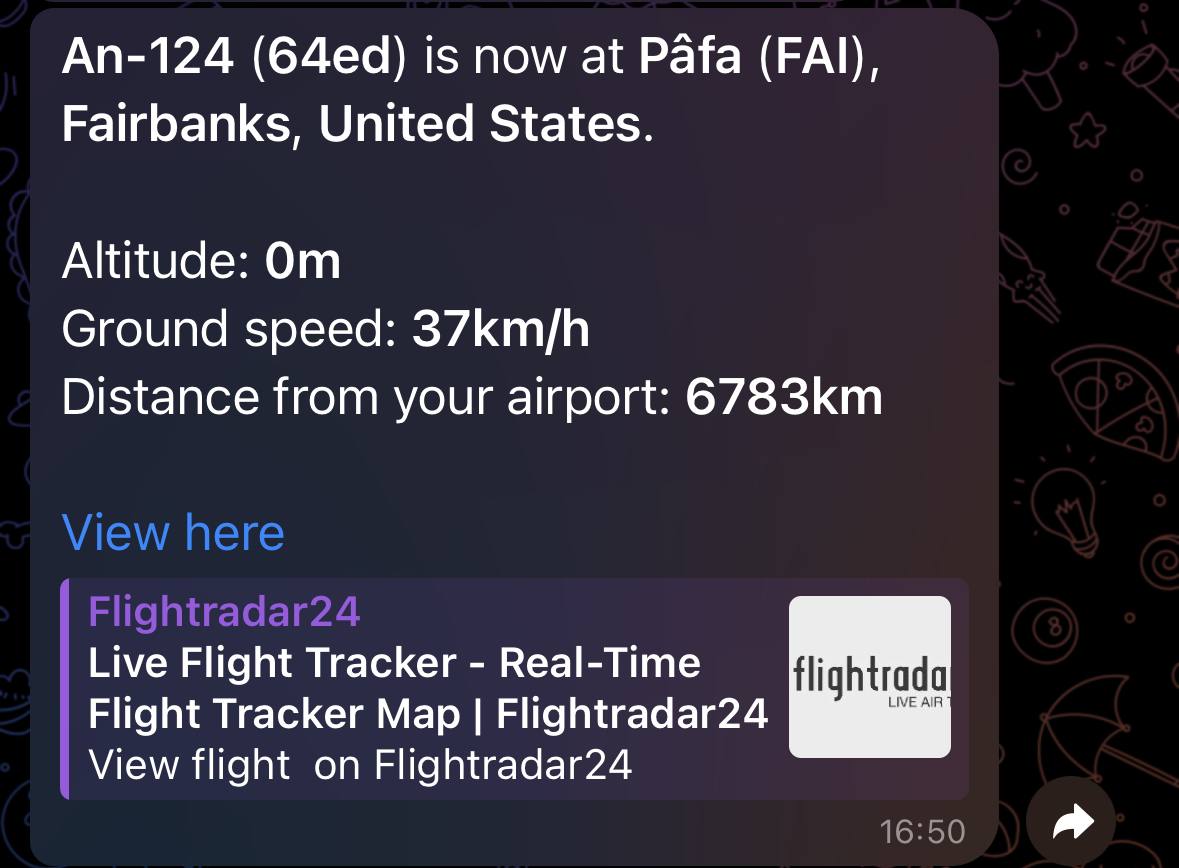 An-124 (64ed) is now at Pâfa (FAI),
Fairbanks, United States.
Altitude: 0m
Ground speed: 37km/h
Distance from your airport: 6783km
View here
Flightradar24
Live Flight Tracker - Real-Time
Flight Tracker Map | Flightradar24
View flight  on Flightradar24
flightradar
LIVE AIR T
16:50
8